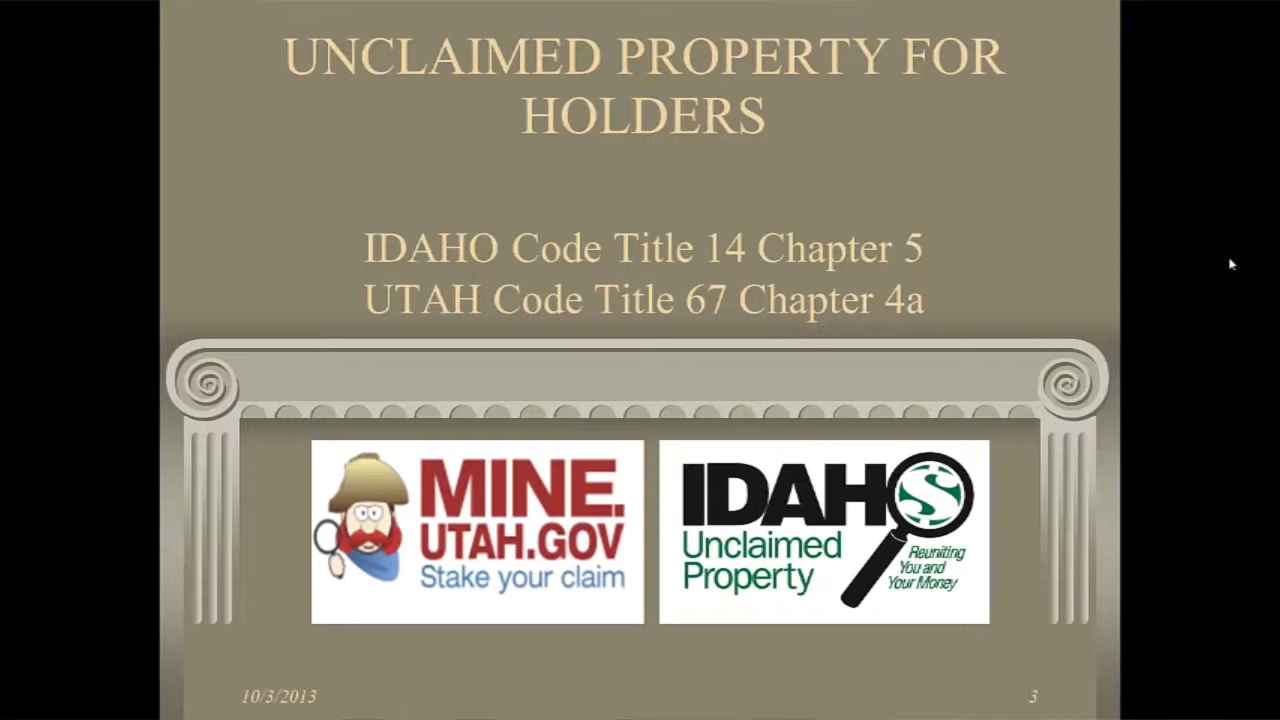 UNCLAIMED PROPERTY FOR
HOLDERS
IDAHO Code Title 14 Chapter 5
UTAH Code Title 67 Chapter 4a
MINE.
UTAH.GOV
Stake your claim
IDAHO
Unclaimed
Property
Reuniting
You and
Your Money
10/3/2013
3